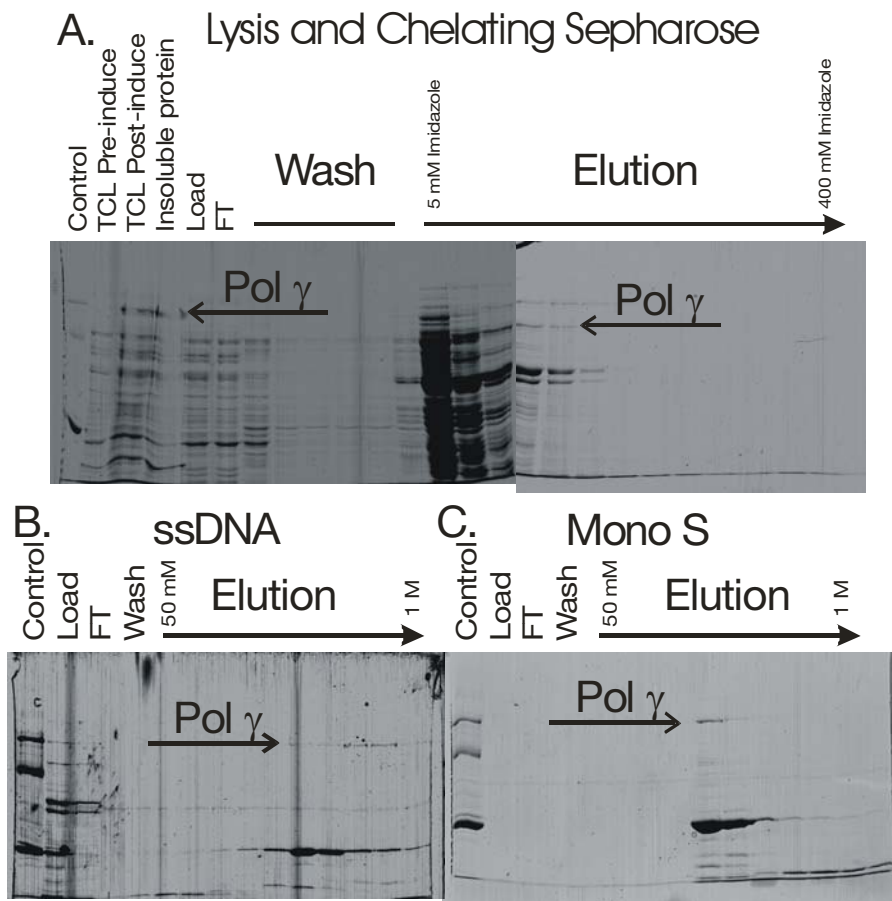 A. Lysis and Chelating Sepharose
Control
TCL Pre-induce
TCL Post-induce
Insoluble protein
Load
FT
Wash
5 mM Imidazole
Elution
400 mM Imidazole
Pol γ
Pol γ
B. ssDNA
Control
Load
FT
Wash
50 mM
Elution
1 M
Pol γ
C. Mono S
Control
Load
FT
Wash
50 mM
Elution
1 M
Pol γ